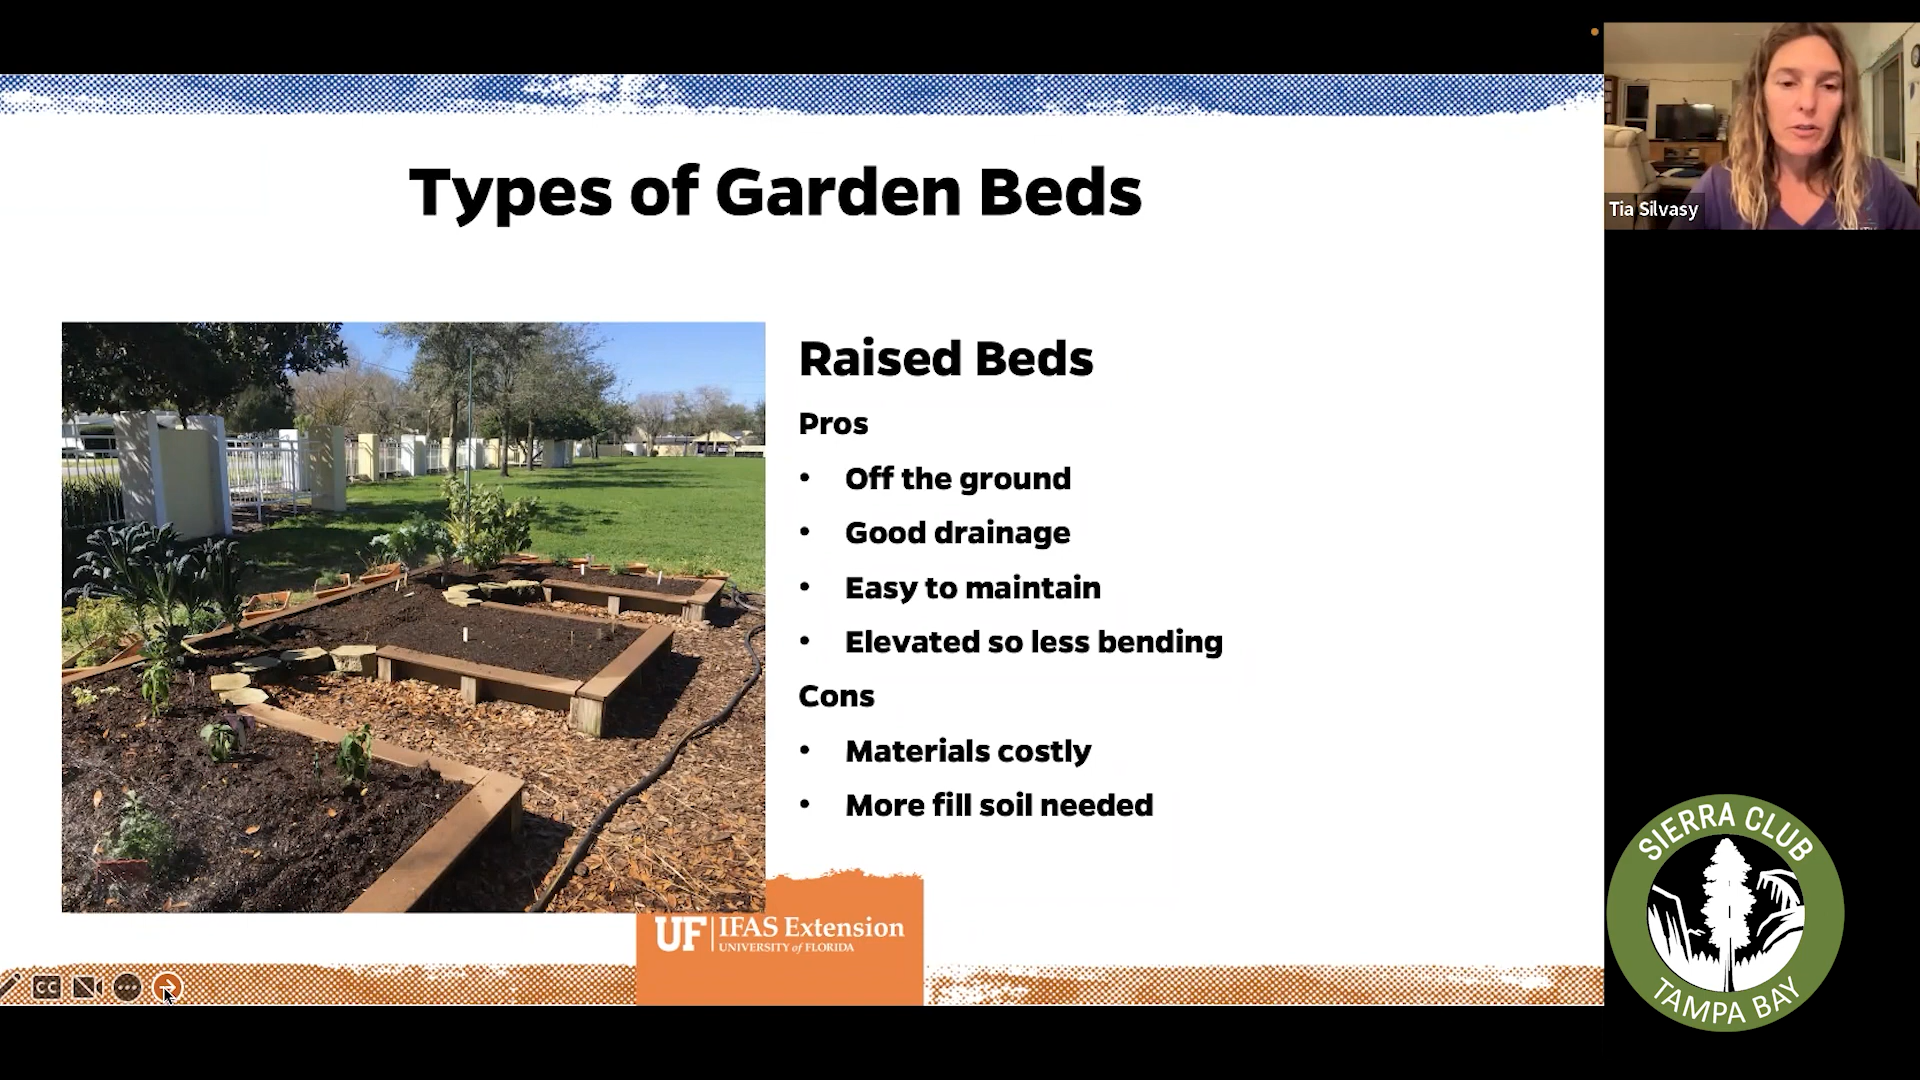 Types of Garden Beds
Tia Silvasy
Raised Beds
Pros
• Off the ground
• Good drainage
• Easy to maintain
• Elevated so less bending
Cons
• Materials costly
• More fill soil needed
UF IFAS Extension
UNIVERSITY of FLORIDA
CC
SIERRA CLUB
TAMPA BAY